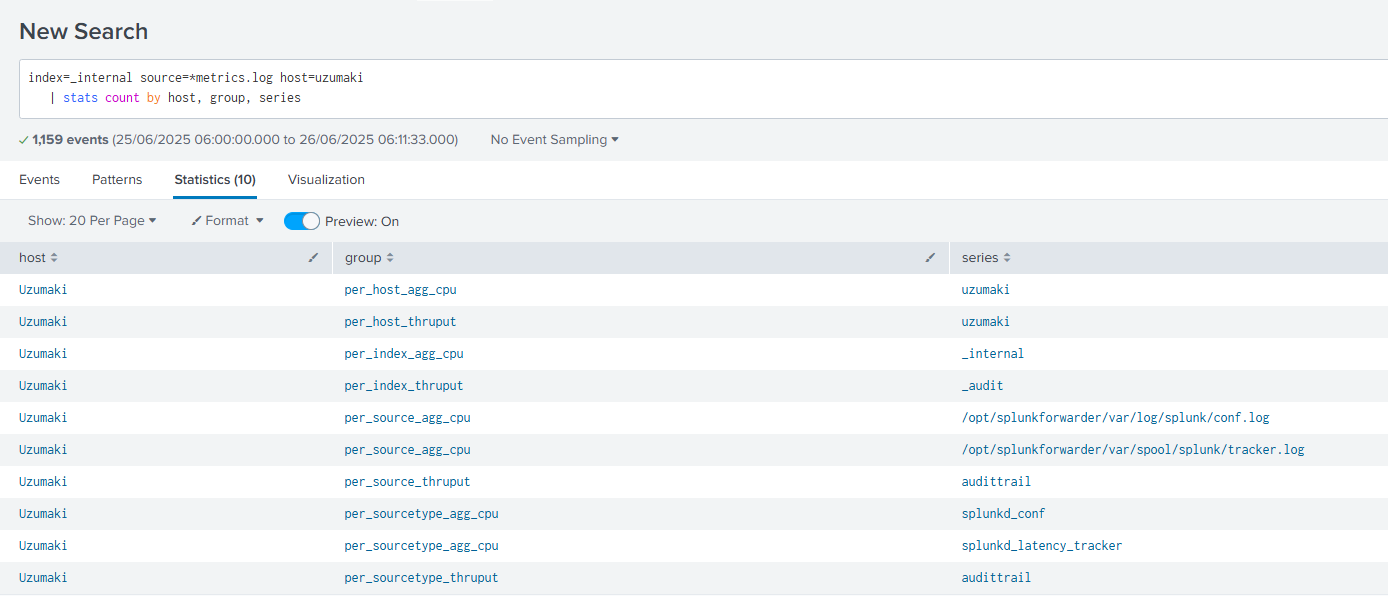 New Search
index=_internal source=*metrics.log host=uzumaki
| stats count by host, group, series
1,159 events (25/06/2025 06:00:00.000 to 26/06/2025 06:11:33.000) No Event Sampling
Events Patterns Statistics (10) Visualization
Show: 20 Per Page Format Preview: On
host group series
Uzumaki per_host_agg_cpu uzumaki
Uzumaki per_host_thruput uzumaki
Uzumaki per_index_agg_cpu _internal
Uzumaki per_index_thruput _audit
Uzumaki per_source_agg_cpu /opt/splunkforwarder/var/log/splunk/conf.log
Uzumaki per_source_agg_cpu /opt/splunkforwarder/var/spool/splunk/tracker.log
Uzumaki per_source_thruput audittrail
Uzumaki per_sourcetype_agg_cpu splunkd_conf
Uzumaki per_sourcetype_agg_cpu splunkd_latency_tracker
Uzumaki per_sourcetype_thruput audittrail